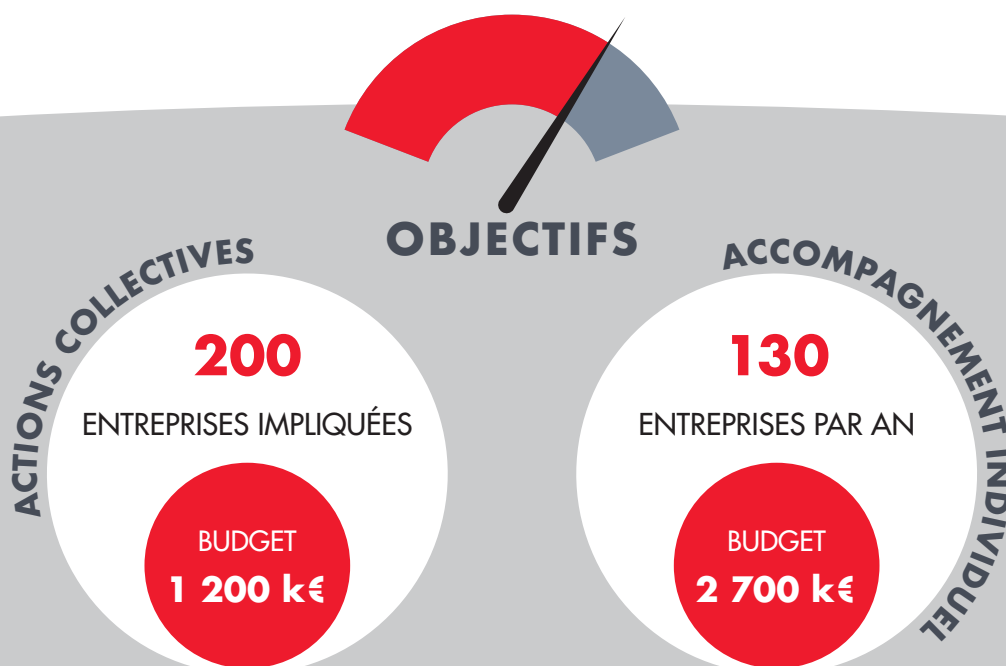 OBJECTIFS
ACTIONS COLLECTIVES
200
ENTREPRISES IMPLIQUÉES
BUDGET
1 200 k€
ACCOMPAGNEMENT INDIVIDUEL
130
ENTREPRISES PAR AN
BUDGET
2 700 k€